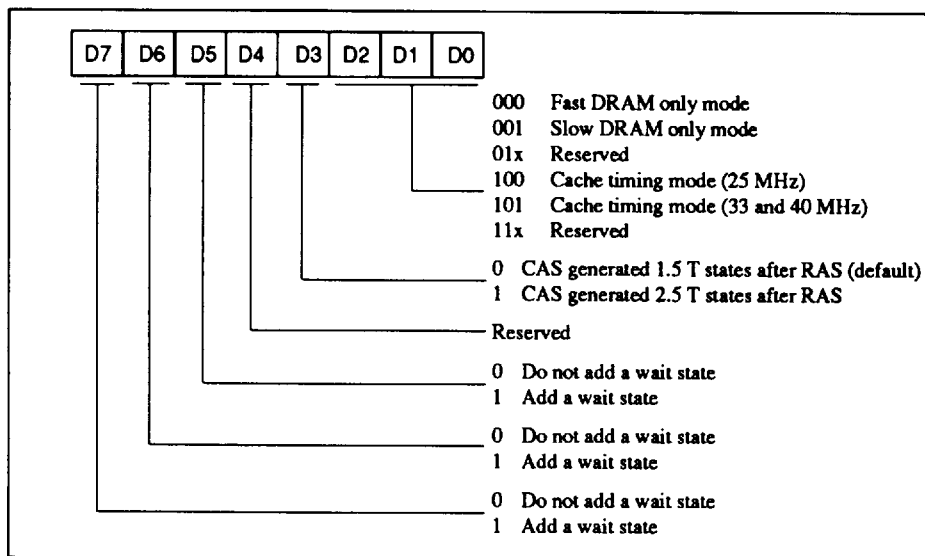 D7 D6 D5 D4 D3 D2 D1 D0
000 Fast DRAM only mode
001 Slow DRAM only mode
01x Reserved
100 Cache timing mode (25 MHz)
101 Cache timing mode (33 and 40 MHz)
11x Reserved
0 CAS generated 1.5 T states after RAS (default)
1 CAS generated 2.5 T states after RAS
Reserved
0 Do not add a wait state
1 Add a wait state
0 Do not add a wait state
1 Add a wait state
0 Do not add a wait state
1 Add a wait state